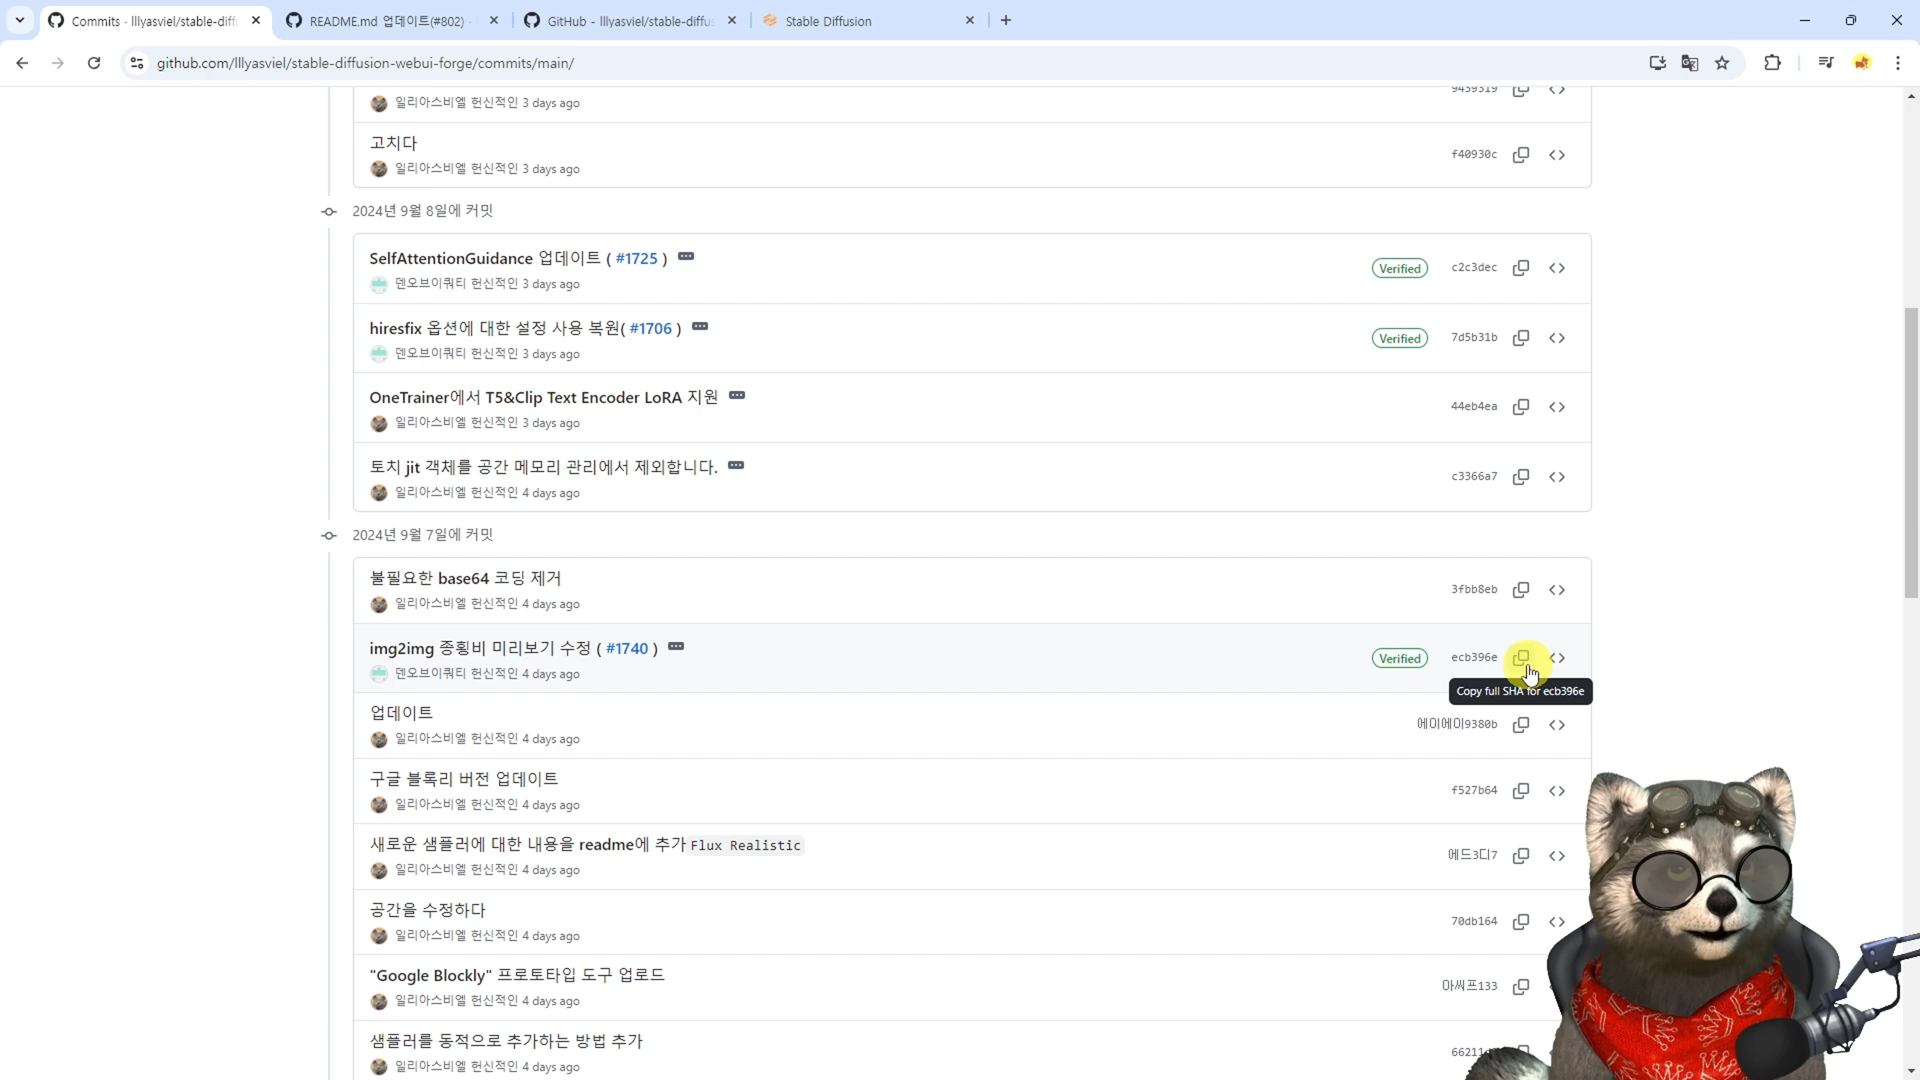 Commits · lllyasviel/stable-diff
README.md 업데이트(#802) ·
GitHub - lllyasviel/stable-diffus
Stable Diffusion
github.com/lllyasviel/stable-diffusion-webui-forge/commits/main/
일리아스비엘 헌신적인 3 days ago
9439319
고치다
일리아스비엘 헌신적인 3 days ago
f40930c
2024년 9월 8일에 커밋
SelfAttentionGuidance 업데이트 ( #1725 )
덴오브이쿼티 헌신적인 3 days ago
Verified
c2c3dec
hiresfix 옵션에 대한 설정 사용 복원( #1706 )
덴오브이쿼티 헌신적인 3 days ago
Verified
7d5b31b
OneTrainer에서 T5&Clip Text Encoder LoRA 지원
일리아스비엘 헌신적인 3 days ago
44eb4ea
토치 jit 객체를 공간 메모리 관리에서 제외합니다.
일리아스비엘 헌신적인 4 days ago
c3366a7
2024년 9월 7일에 커밋
불필요한 base64 코딩 제거
일리아스비엘 헌신적인 4 days ago
3fbb8eb
img2img 종횡비 미리보기 수정 ( #1740 )
덴오브이쿼티 헌신적인 4 days ago
Verified
ecb396e
Copy full SHA for ecb396e
업데이트
일리아스비엘 헌신적인 4 days ago
에이에이9380b
구글 블록리 버전 업데이트
일리아스비엘 헌신적인 4 days ago
f527b64
새로운 샘플러에 대한 내용을 readme에 추가 Flux Realistic
일리아스비엘 헌신적인 4 days ago
에드3디7
공간을 수정하다
일리아스비엘 헌신적인 4 days ago
70db164
"Google Blockly" 프로토타입 도구 업로드
일리아스비엘 헌신적인 4 days ago
아씨프133
샘플러를 동적으로 추가하는 방법 추가
일리아스비엘 헌신적인 4 days ago